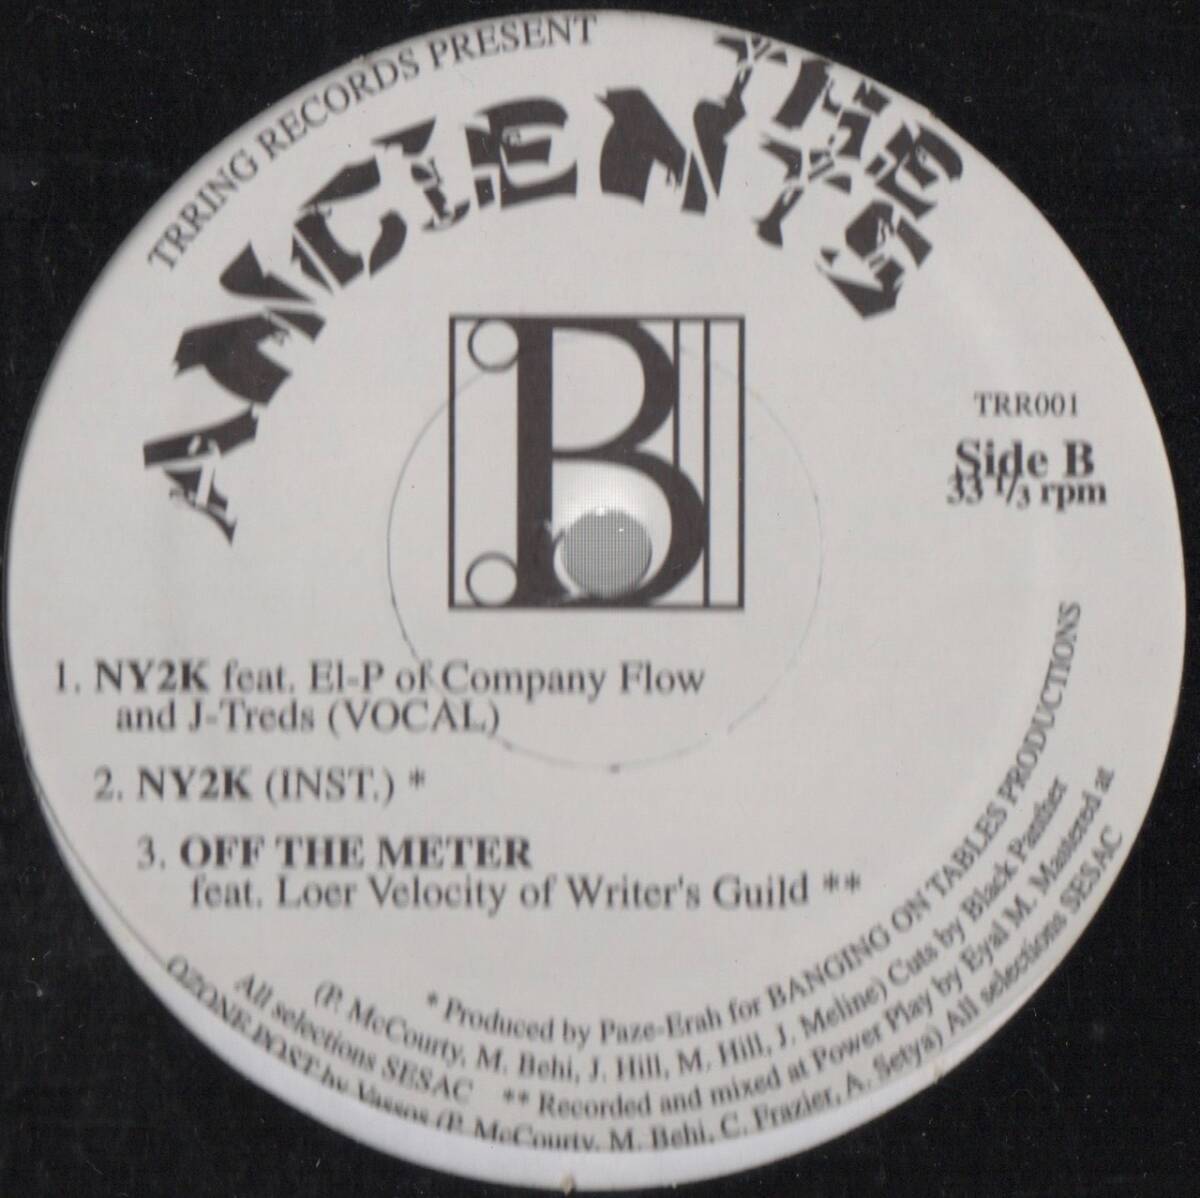 TRRING RECORDS PRESENT
THE
ANCIENTS
B
TRR001
Side B
33 1/3 rpm
1. NY2K feat. El-P of Company Flow
and J-Treds (VOCAL)
2. NY2K (INST.) *
3. OFF THE METER
feat. Loer Velocity of Writer's Guild **
* Produced by Paze-Erah for BANGING ON TABLES PRODUCTIONS
(P. McCourty, M. Behi, J. Hill, M. Hill, J. Meline) Cuts by Black Panther
All selections SESAC ** Recorded and mixed at Power Play by Eyal M. Mastered at
OZONE POST by Vassos (P. McCourty, M. Behi, C. Frazier, A. Setya) All selections SESAC